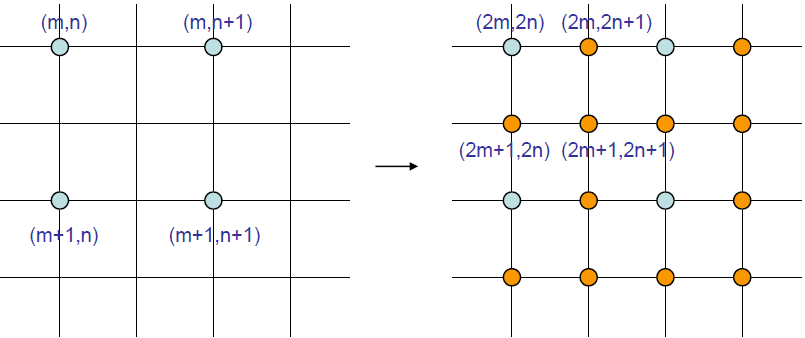 (m,n) (m,n+1) (2m,2n) (2m,2n+1)
(2m+1,2n) (2m+1,2n+1)
(m+1,n) (m+1,n+1)